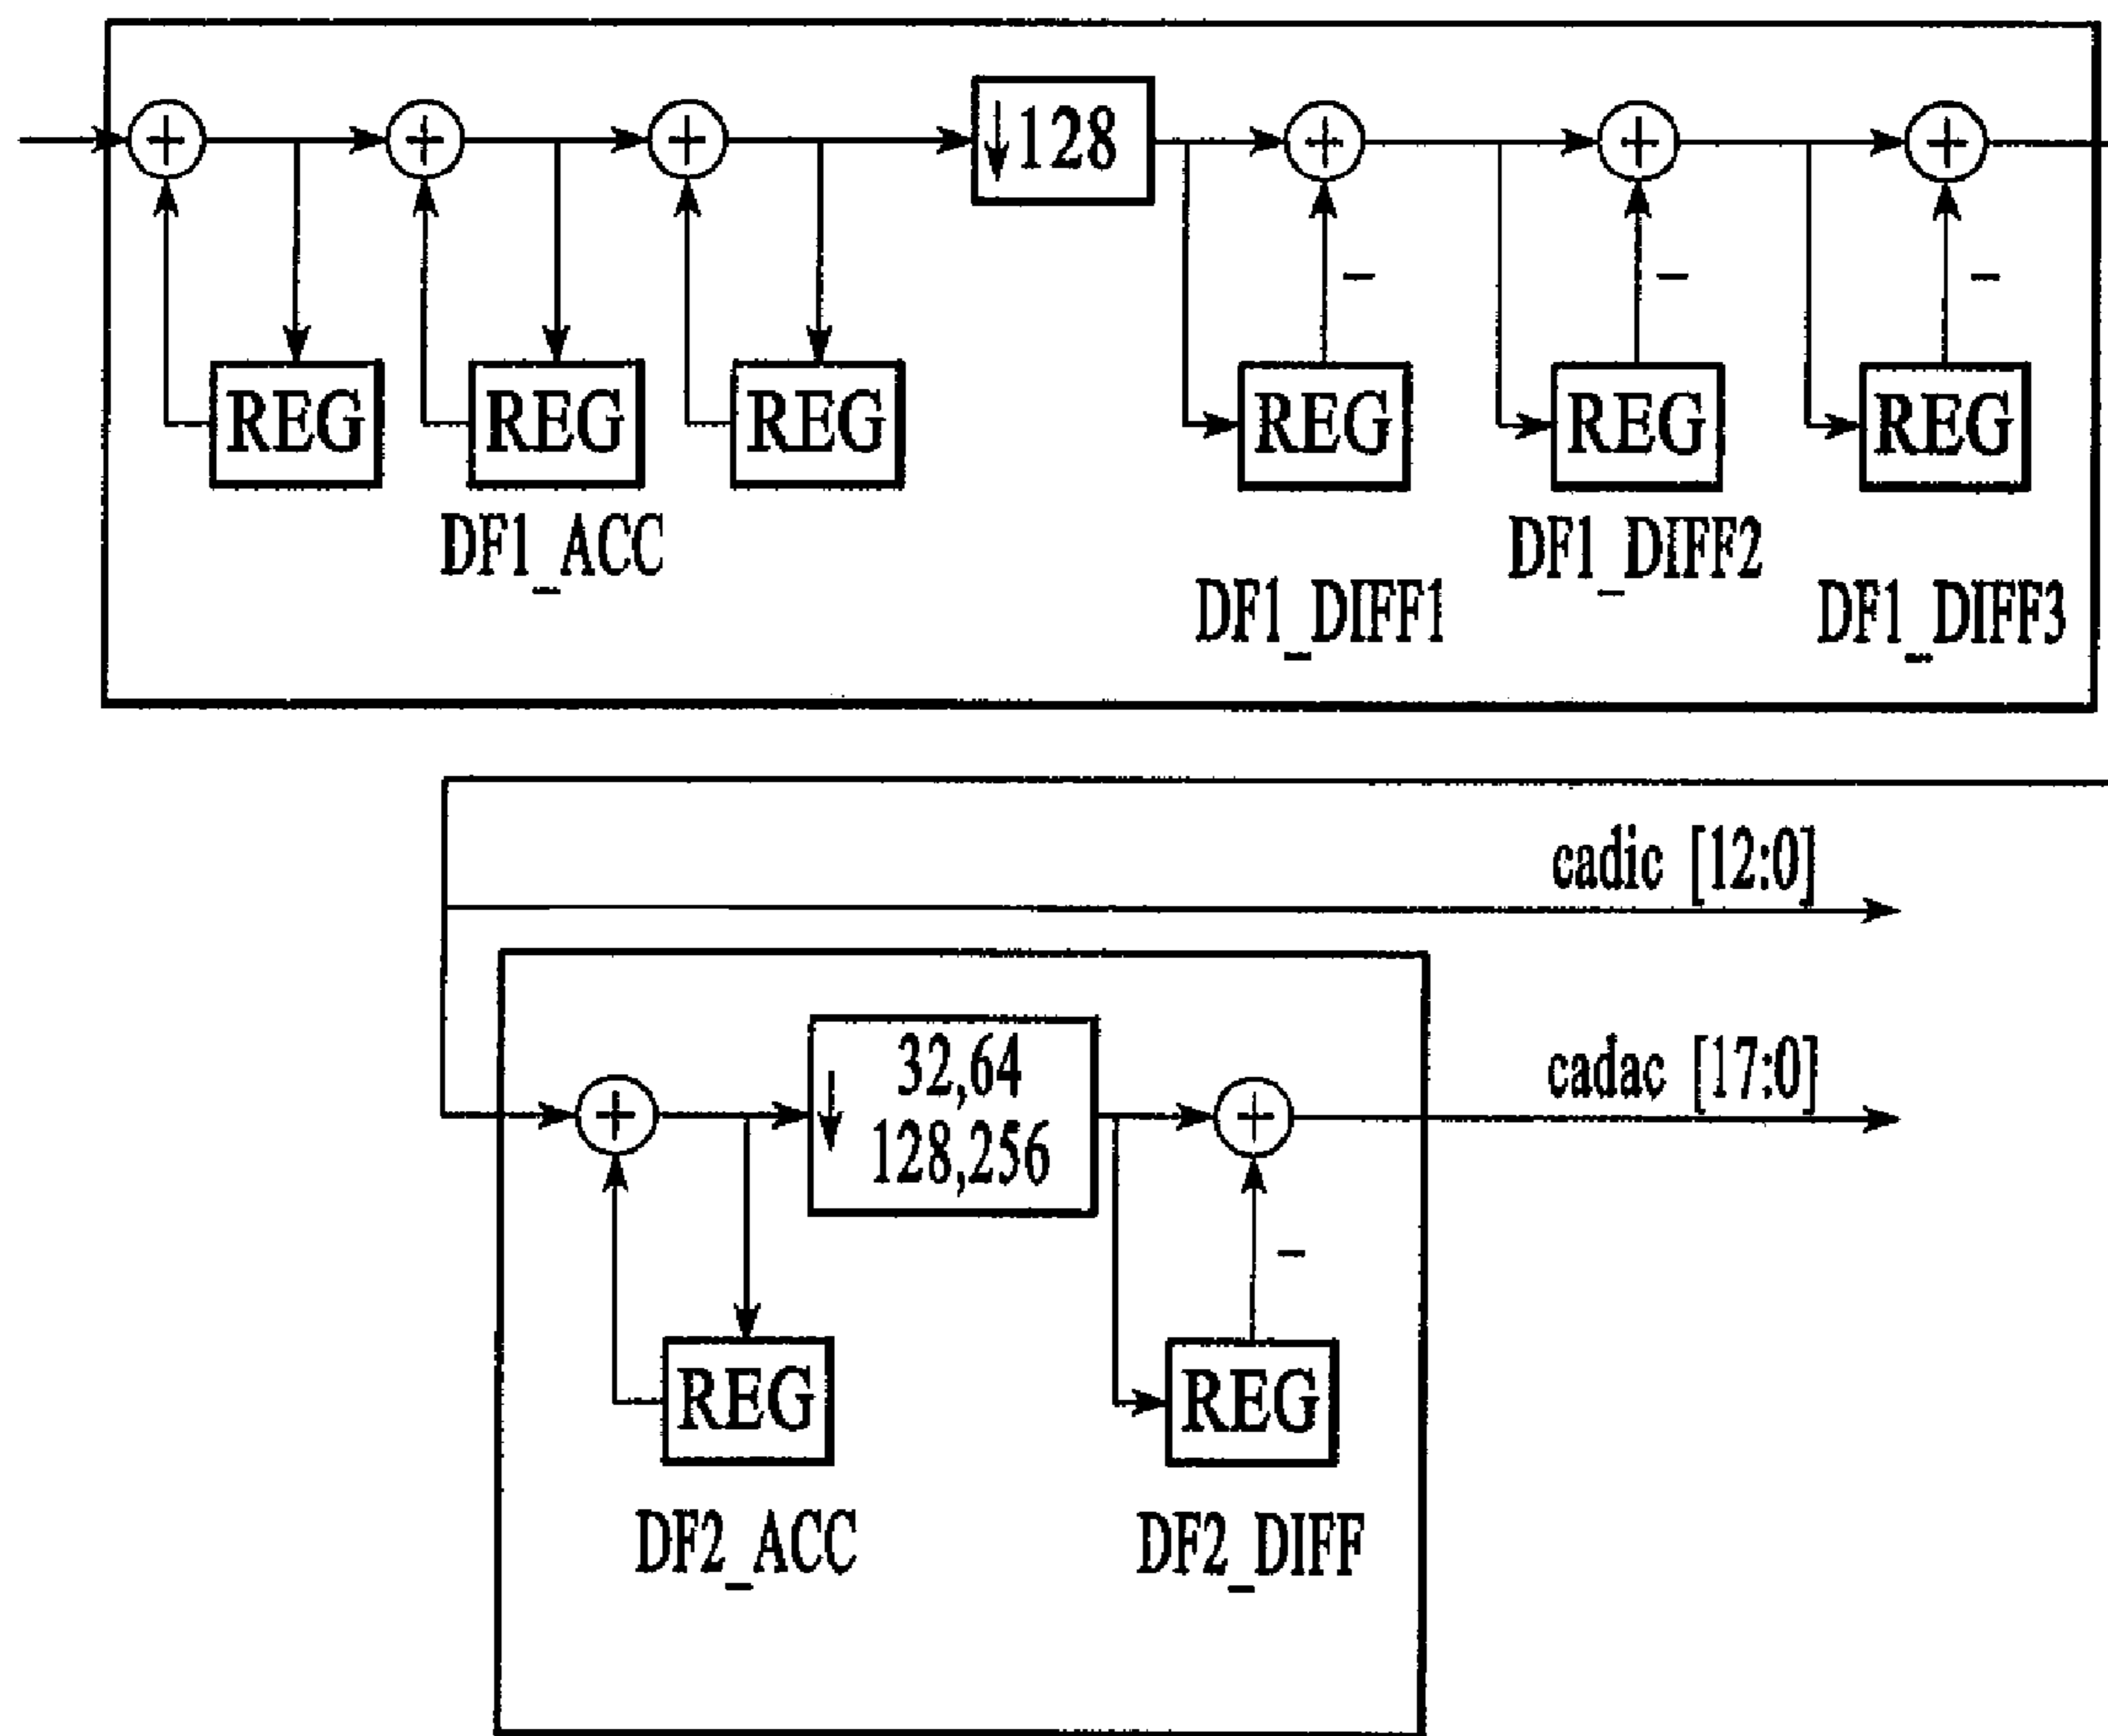 + + + ↓128 + + +
REG REG REG REG REG REG
- - -
DF1_ACC
DF1_DIFF2
DF1_DIFF1
DF1_DIFF3
cadic [12:0]
cadac [17:0]
+ ↓ 32,64
128,256 +
-
REG REG
DF2_ACC
DF2_DIFF